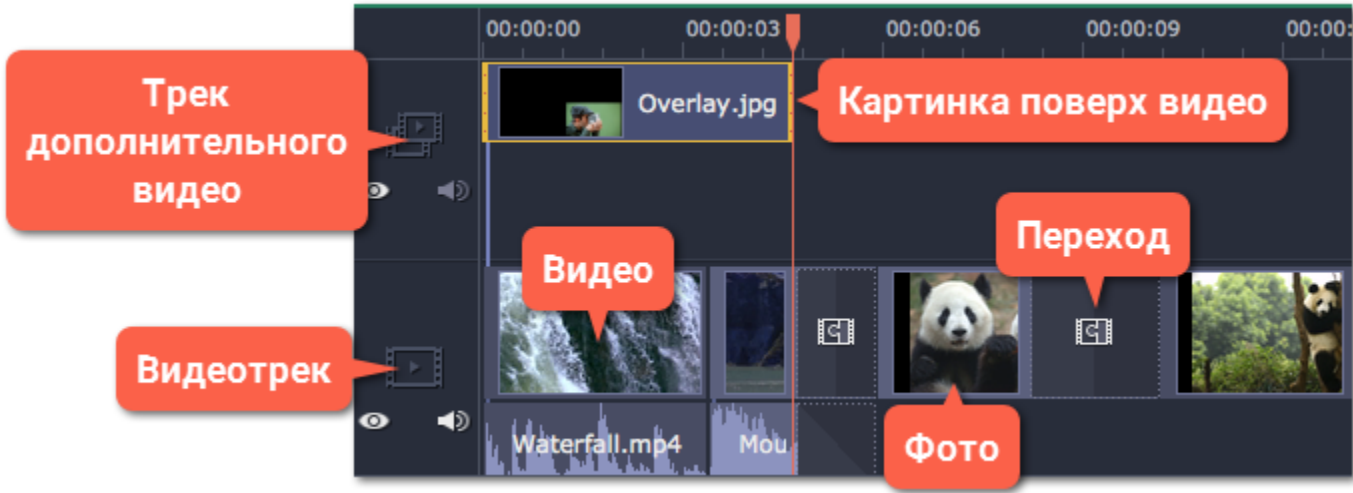 00:00:00 00:00:03 00:00:06 00:00:09 00:00:
Трек
дополнительного
видео
Overlay.jpg
Картинка поверх видео
Переход
Видео
Видеотрек
Waterfall.mp4
Mou
Фото